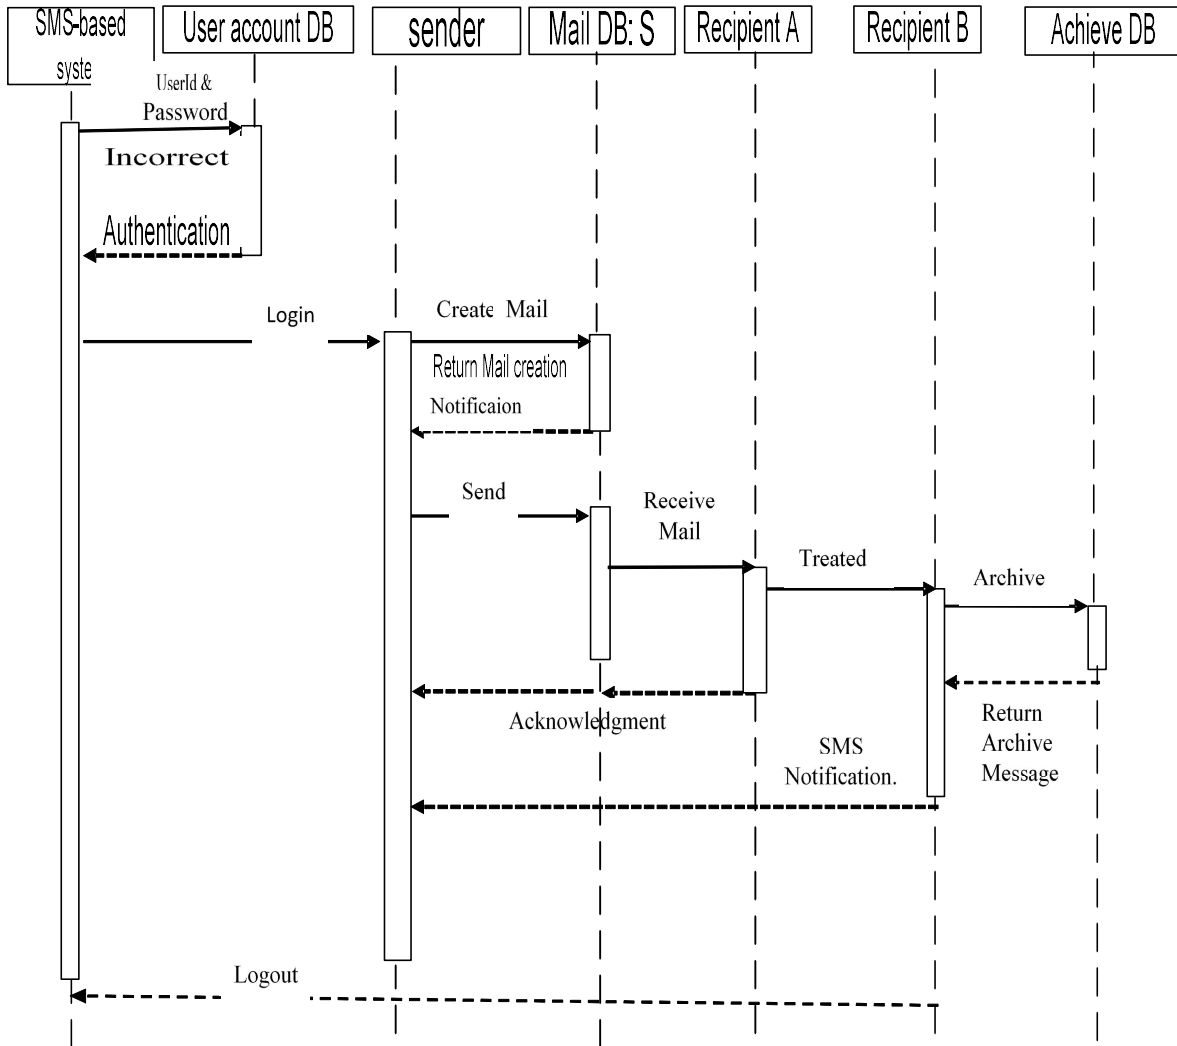 SMS-based
syste
User account DB
sender
Mail DB: S
Recipient A
Recipient B
Achieve DB
UserId &
Password
Incorrect
Authentication
Login
Create Mail
Return Mail creation
Notificaion
Send
Receive
Mail
Treated
Archive
Acknowledgment
Return
Archive
Message
SMS
Notification.
Logout